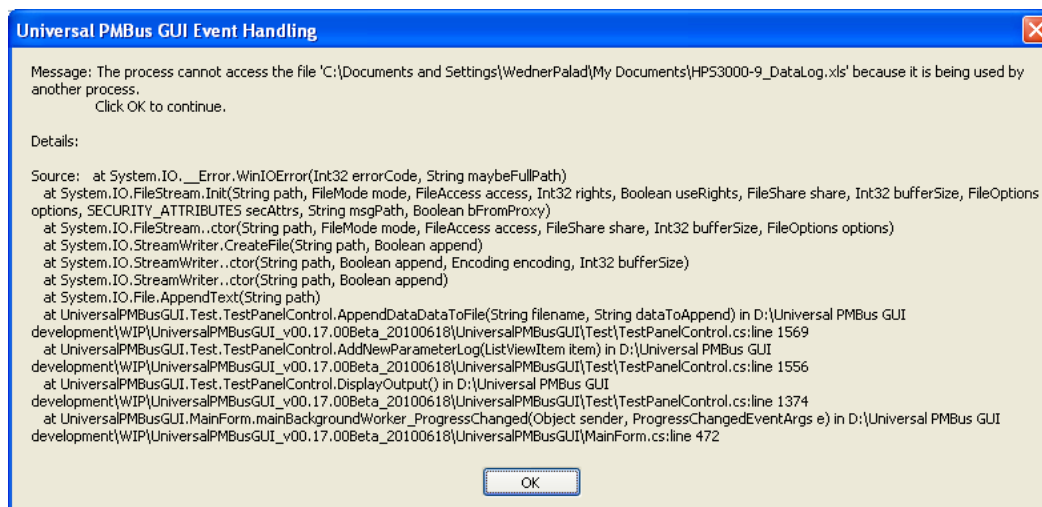 Universal PMBus GUI Event Handling
Message: The process cannot access the file 'C:\Documents and Settings\WednerPalad\My Documents\HPS3000-9_DataLog.xls' because it is being used by
another process.
Click OK to continue.
Details:
Source:   at System.IO.__Error.WinIOError(Int32 errorCode, String maybeFullPath)
at System.IO.FileStream.Init(String path, FileMode mode, FileAccess access, Int32 rights, Boolean useRights, FileShare share, Int32 bufferSize, FileOptions
options, SECURITY_ATTRIBUTES secAttrs, String msgPath, Boolean bFromProxy)
at System.IO.FileStream..ctor(String path, FileMode mode, FileAccess access, FileShare share, Int32 bufferSize, FileOptions options)
at System.IO.StreamWriter.CreateFile(String path, Boolean append)
at System.IO.StreamWriter..ctor(String path, Boolean append, Encoding encoding, Int32 bufferSize)
at System.IO.StreamWriter..ctor(String path, Boolean append)
at System.IO.File.AppendText(String path)
at UniversalPMBusGUI.Test.TestPanelControl.AppendDataDataToFile(String filename, String dataToAppend) in D:\Universal PMBus GUI
development\WIP\UniversalPMBusGUI_v00.17.00Beta_20100618\UniversalPMBusGUI\Test\TestPanelControl.cs:line 1569
at UniversalPMBusGUI.Test.TestPanelControl.AddNewParameterLog(ListViewItem item) in D:\Universal PMBus GUI
development\WIP\UniversalPMBusGUI_v00.17.00Beta_20100618\UniversalPMBusGUI\Test\TestPanelControl.cs:line 1556
at UniversalPMBusGUI.Test.TestPanelControl.DisplayOutput() in D:\Universal PMBus GUI
development\WIP\UniversalPMBusGUI_v00.17.00Beta_20100618\UniversalPMBusGUI\Test\TestPanelControl.cs:line 1374
at UniversalPMBusGUI.MainForm.mainBackgroundWorker_ProgressChanged(Object sender, ProgressChangedEventArgs e) in D:\Universal PMBus GUI
development\WIP\UniversalPMBusGUI_v00.17.00Beta_20100618\UniversalPMBusGUI\MainForm.cs:line 472
OK